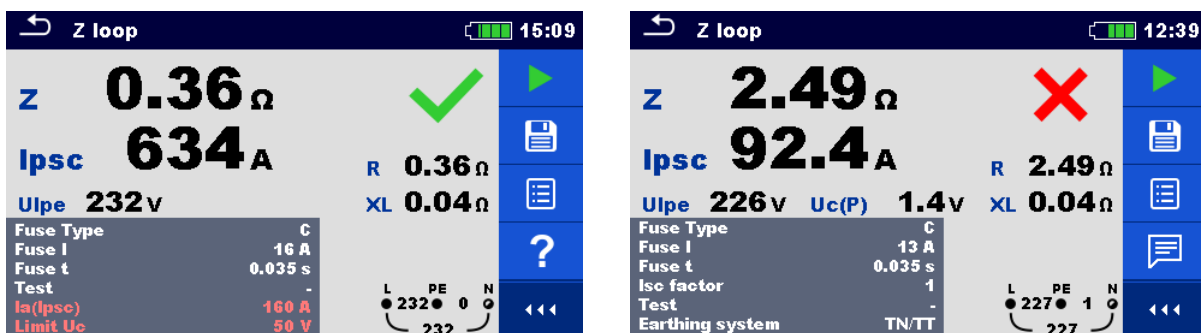 Z loop 15:09
Z 0.36 Ω
Ipsc 634 A
R 0.36 Ω
Ulpe 232 V XL 0.04 Ω
Fuse Type C
Fuse I 16 A
Fuse t 0.035 s
Test -
Ia(Ipsc) 160 A
Limit Uc 50 V
?
L PE N
232 0
232
Z loop 12:39
Z 2.49 Ω
Ipsc 92.4 A
R 2.49 Ω
Ulpe 226 V Uc(P) 1.4 V XL 0.04 Ω
Fuse Type C
Fuse I 13 A
Fuse t 0.035 s
Isc factor 1
Test -
Earthing system TN/TT
L PE N
227 1
227